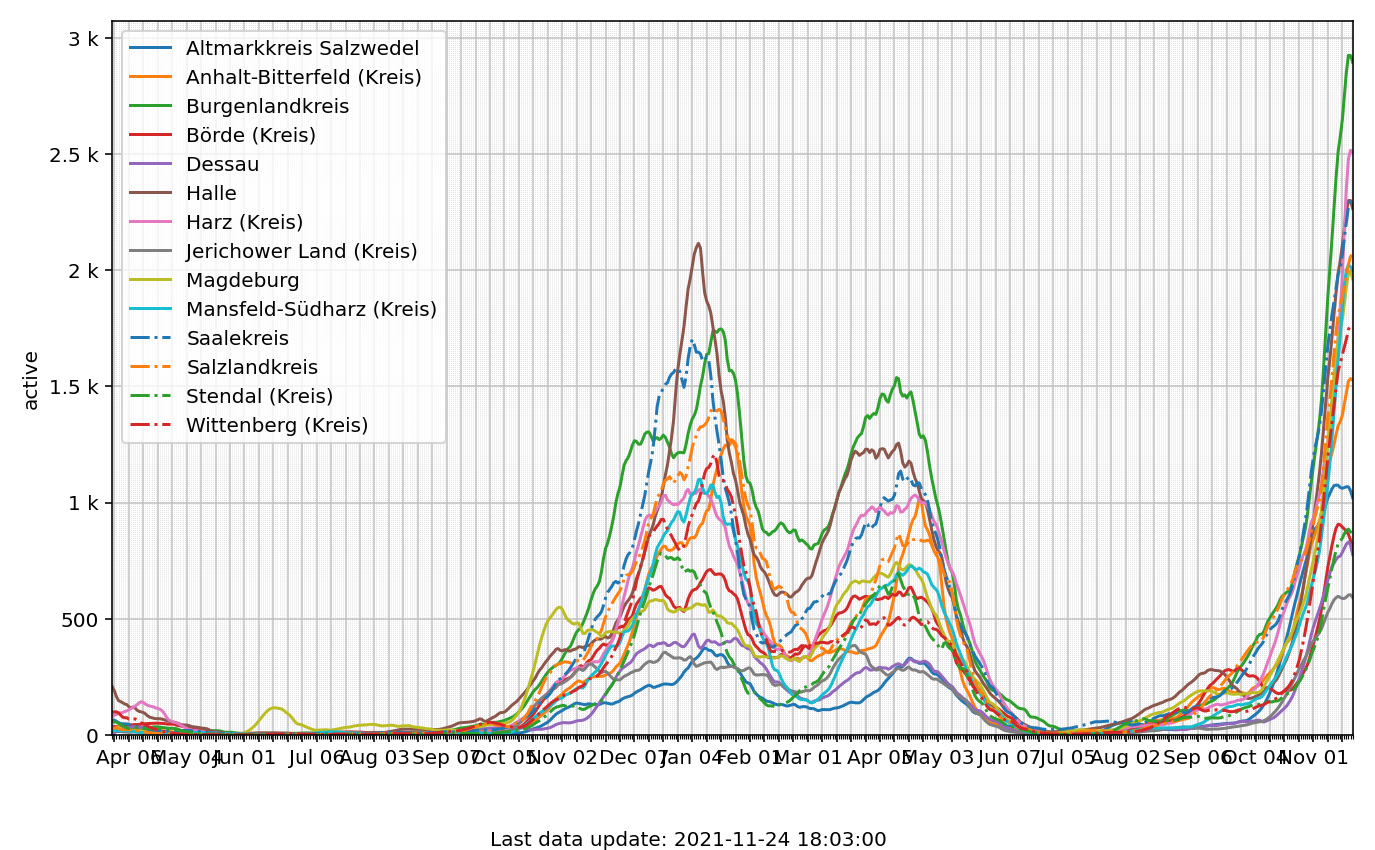 3 k
2.5 k
2 k
1.5 k
1 k
500
0
active
Altmarkkreis Salzwedel
Anhalt-Bitterfeld (Kreis)
Burgenlandkreis
Börde (Kreis)
Dessau
Halle
Harz (Kreis)
Jerichower Land (Kreis)
Magdeburg
Mansfeld-Südharz (Kreis)
Saalekreis
Salzlandkreis
Stendal (Kreis)
Wittenberg (Kreis)
Apr 06 May 04 Jun 01 Jul 06 Aug 03 Sep 07 Oct 05 Nov 02 Dec 07 Jan 04 Feb 01 Mar 01 Apr 05 May 03 Jun 07 Jul 05 Aug 02 Sep 06 Oct 04 Nov 01
Last data update: 2021-11-24 18:03:00